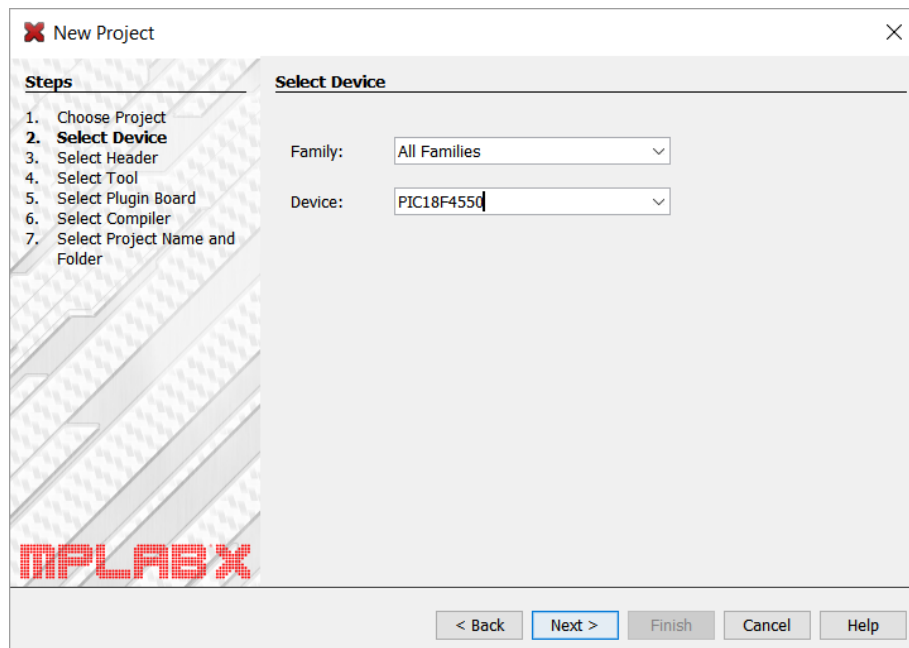 New Project
Steps
1. Choose Project
2. Select Device
3. Select Header
4. Select Tool
5. Select Plugin Board
6. Select Compiler
7. Select Project Name and
Folder
Select Device
Family: All Families
Device: PIC18F4550
MPLAB X
< Back Next > Finish Cancel Help